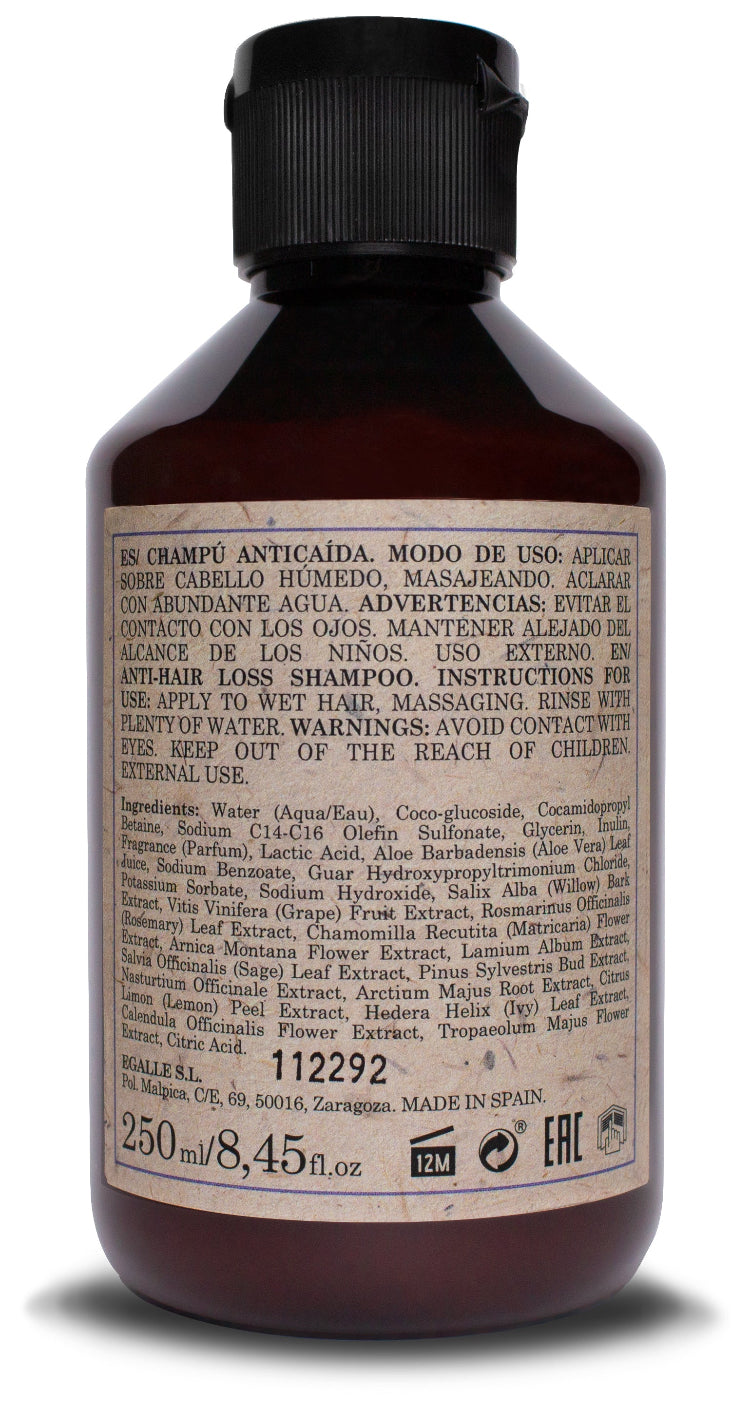 ES/ CHAMPÚ ANTICAÍDA. MODO DE USO: APLICAR
SOBRE CABELLO HÚMEDO, MASAJEANDO. ACLARAR
CON ABUNDANTE AGUA. ADVERTENCIAS: EVITAR EL
CONTACTO CON LOS OJOS. MANTENER ALEJADO DEL
ALCANCE DE LOS NIÑOS. USO EXTERNO. EN/
ANTI-HAIR LOSS SHAMPOO. INSTRUCTIONS FOR
USE: APPLY TO WET HAIR, MASSAGING. RINSE WITH
PLENTY OF WATER. WARNINGS: AVOID CONTACT WITH
EYES. KEEP OUT OF THE REACH OF CHILDREN.
EXTERNAL USE.
Ingredients: Water (Aqua/Eau), Coco-glucoside, Cocamidopropyl
Betaine, Sodium C14-C16 Olefin Sulfonate, Glycerin, Inulin,
Fragrance (Parfum), Lactic Acid, Aloe Barbadensis (Aloe Vera) Leaf
Juice, Sodium Benzoate, Guar Hydroxypropyltrimonium Chloride,
Potassium Sorbate, Sodium Hydroxide, Salix Alba (Willow) Bark
Extract, Vitis Vinifera (Grape) Fruit Extract, Rosmarinus Officinalis
(Rosemary) Leaf Extract, Chamomilla Recutita (Matricaria) Flower
Extract, Arnica Montana Flower Extract, Lamium Album Extract,
Salvia Officinalis (Sage) Leaf Extract, Pinus Sylvestris Bud Extract,
Nasturtium Officinale Extract, Arctium Majus Root Extract, Citrus
Limon (Lemon) Peel Extract, Hedera Helix (Ivy) Leaf Extract,
Calendula Officinalis Flower Extract, Tropaeolum Majus Flower
Extract, Citric Acid.
112292
EGALLE S.L.
Pol. Malpica, C/E, 69, 50016, Zaragoza. MADE IN SPAIN.
250 ml/8,45fl.oz
12M ® EAC